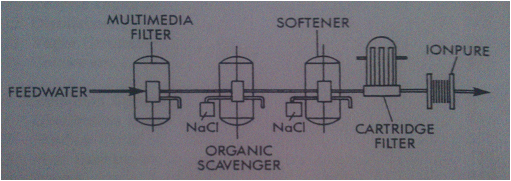 MULTIMEDIA
FILTER
SOFTENER
IONPURE
FEEDWATER
NaCl
NaCl
ORGANIC
SCAVENGER
CARTRIDGE
FILTER